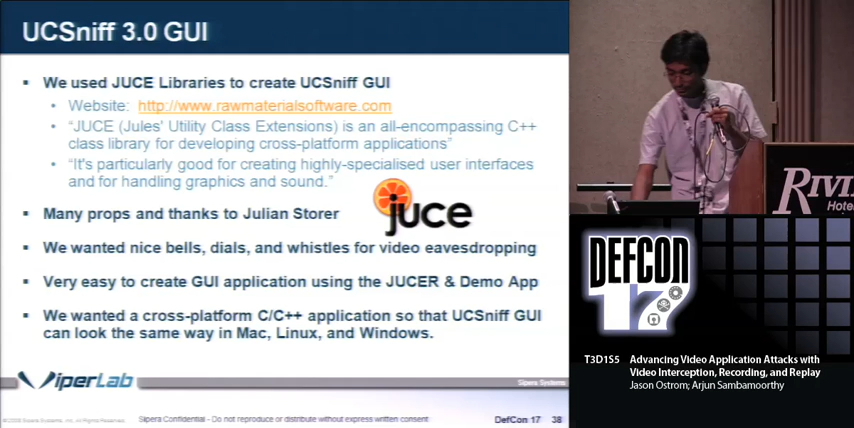 UCSniff 3.0 GUI
We used JUCE Libraries to create UCSniff GUI
Website: http://www.rawmaterialsoftware.com
“JUCE (Jules' Utility Class Extensions) is an all-encompassing C++
class library for developing cross-platform applications”
“It's particularly good for creating highly-specialised user interfaces
and for handling graphics and sound.”
Many props and thanks to Julian Storer
juce
We wanted nice bells, dials, and whistles for video eavesdropping
Very easy to create GUI application using the JUCER & Demo App
We wanted a cross-platform C/C++ application so that UCSniff GUI
can look the same way in Mac, Linux, and Windows.
ViperLab
Sipera Systems
Sipera Confidential - Do not reproduce or distribute without express written consent
DefCon 17 38
RIVI
Hote
DEFCON
17
T3D1S5 Advancing Video Application Attacks with
Video Interception, Recording, and Replay
Jason Ostrom; Arjun Sambamoorthy